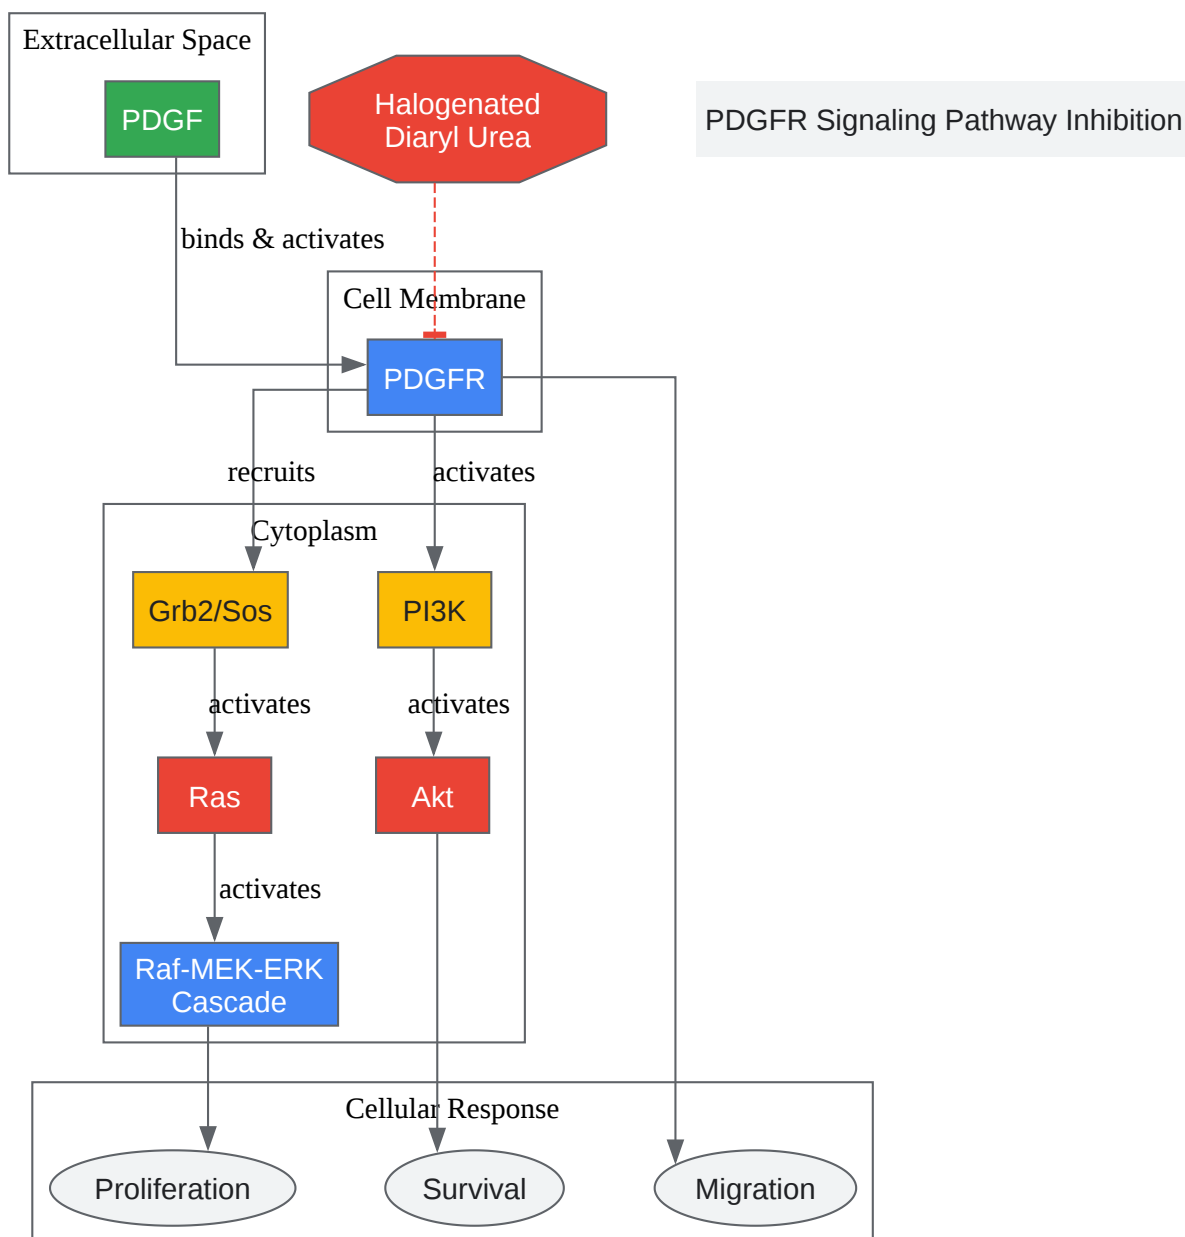 Extracellular Space
PDGF
Halogenated
Diaryl Urea
PDGFR Signaling Pathway Inhibition
binds & activates
Cell Membrane
PDGFR
recruits
activates
Cytoplasm
Grb2/Sos
PI3K
activates
activates
Ras
Akt
activates
Raf-MEK-ERK
Cascade
Cellular Response
Proliferation
Survival
Migration